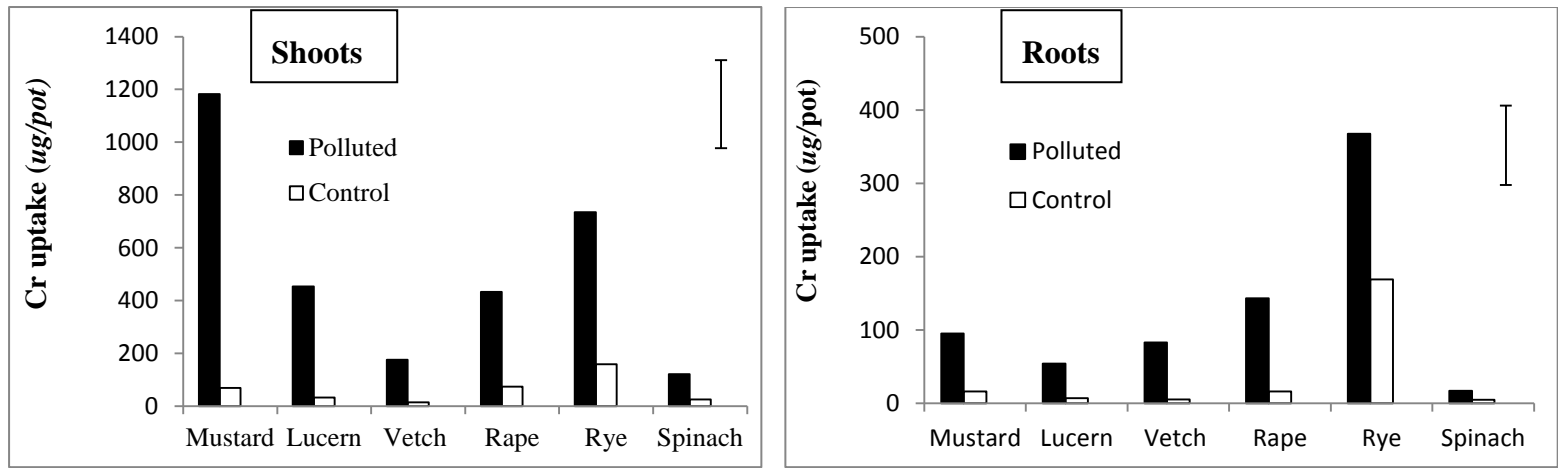 Shoots
Cr uptake (ug/pot)
1400
1200
1000
800
600
400
200
0
Polluted
Control
Mustard Lucern Vetch Rape Rye Spinach
Roots
Cr uptake (ug/pot)
500
400
300
200
100
0
Polluted
Control
Mustard Lucern Vetch Rape Rye Spinach